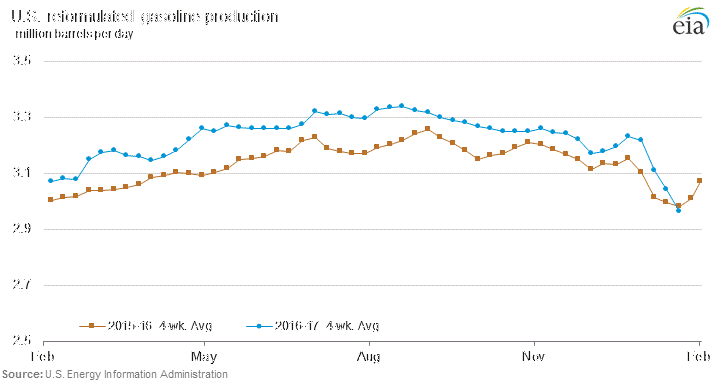 U.S. reformulated gasoline production
million barrels per day
eia
3.5
3.3
3.1
2.9
2.7
2.5
2015-16 4-wk. Avg
2016-17 4-wk. Avg
Feb
May
Aug
Nov
Feb
Source: U.S. Energy Information Administration